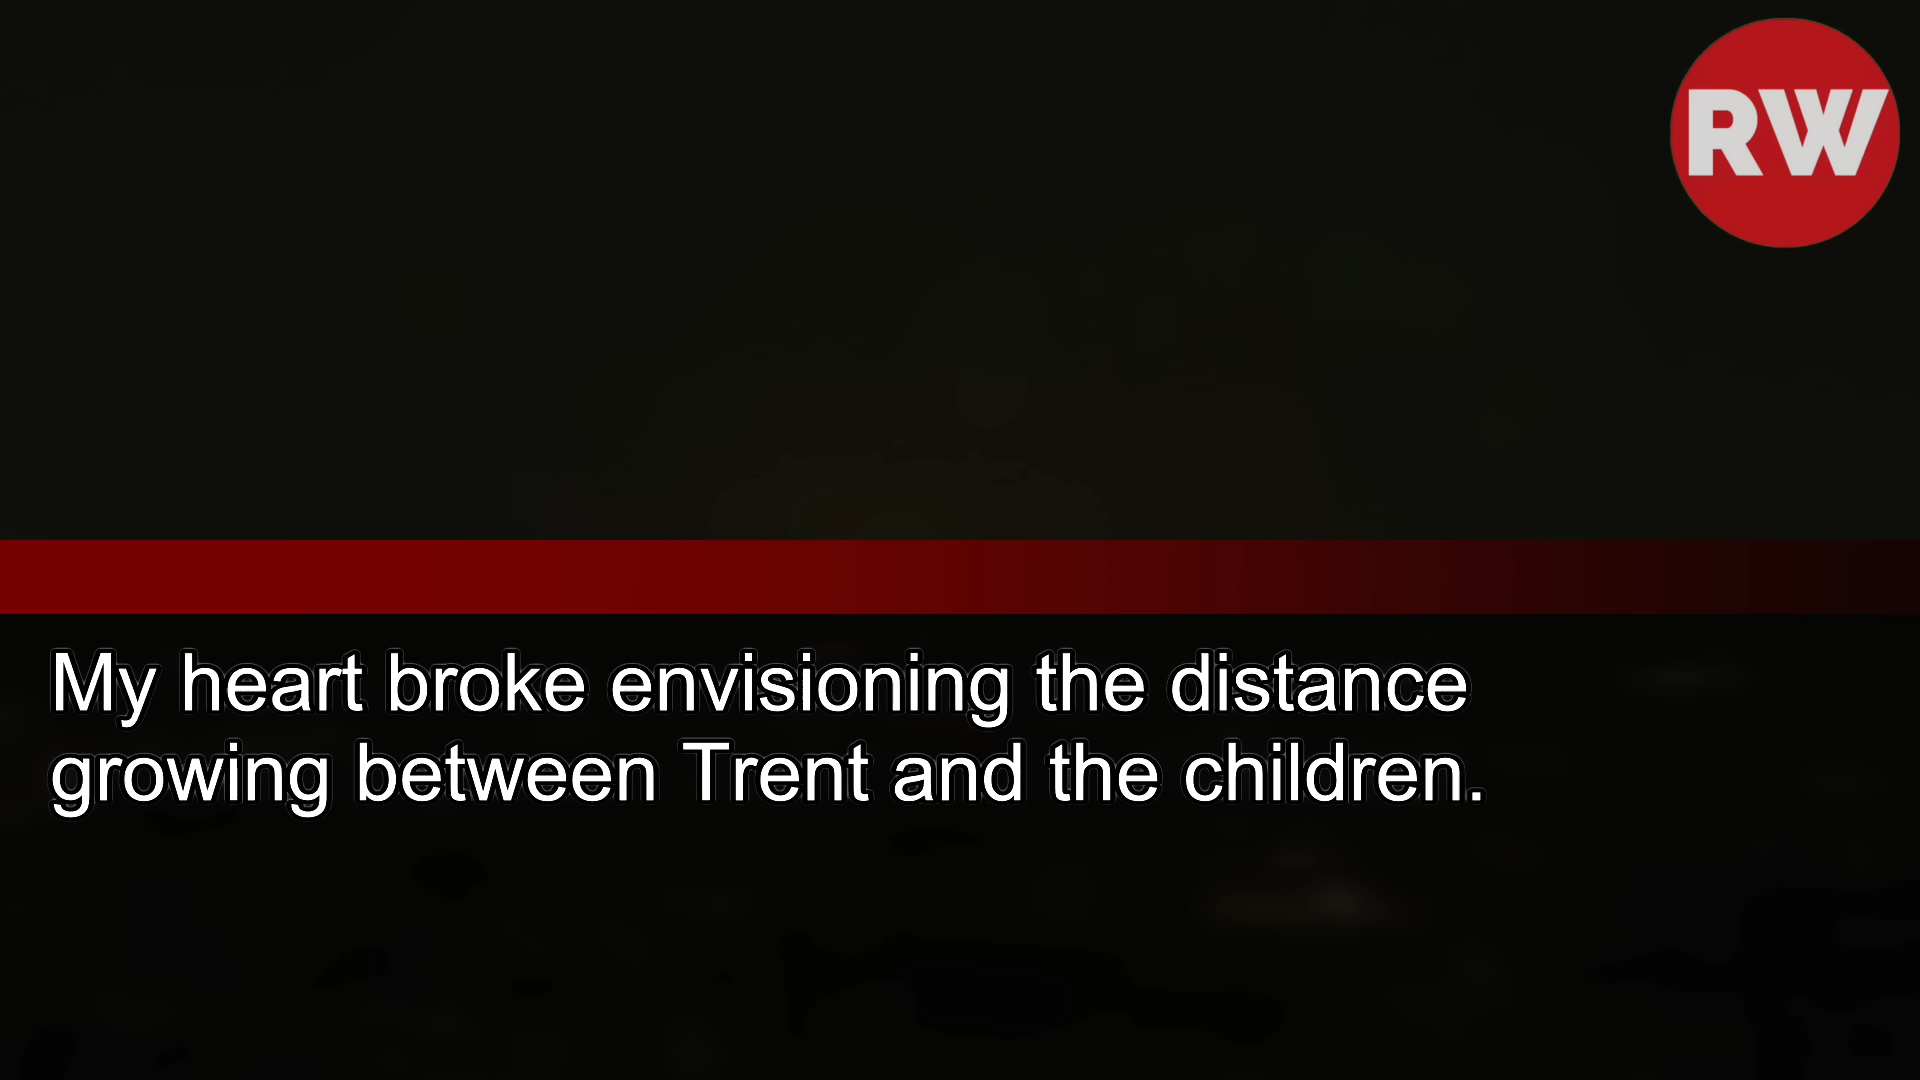 RW
My heart broke envisioning the distance
growing between Trent and the children.